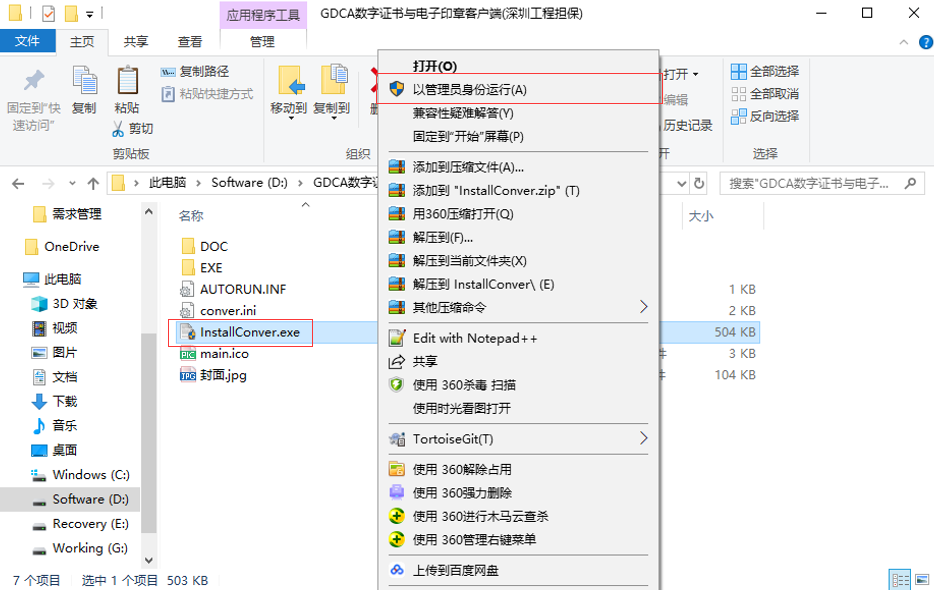 应用程序工具
GDCA数字证书与电子印章客户端(深圳工程担保)
文件
主页
共享
查看
管理
固定到"快
速访问"
复制
粘贴
复制路径
粘贴快捷方式
剪切
剪贴板
移动到
复制到
组织
打开
编辑
历史记录
开
全部选择
全部取消
反向选择
选择
此电脑
Software (D:)
GDCA数字证
搜索"GDCA数字证书与电子...
需求管理
OneDrive
此电脑
3D 对象
视频
图片
文档
下载
音乐
桌面
Windows (C:)
Software (D:)
Recovery (E:)
Working (G:)
名称
大小
DOC
EXE
AUTORUN.INF
1 KB
conver.ini
2 KB
InstallConver.exe
504 KB
main.ico
3 KB
封面.jpg
104 KB
打开(O)
以管理员身份运行(A)
兼容性疑难解答(Y)
固定到"开始"屏幕(P)
添加到压缩文件(A)...
添加到 "InstallConver.zip" (T)
用360压缩打开(Q)
解压到(F)...
解压到当前文件夹(X)
解压到 InstallConver\ (E)
其他压缩命令
Edit with Notepad++
共享
使用 360杀毒 扫描
使用时光看图打开
TortoiseGit(T)
使用 360解除占用
使用 360强力删除
使用 360进行木马云查杀
使用 360管理右键菜单
上传到百度网盘
7 个项目
选中 1 个项目
503 KB